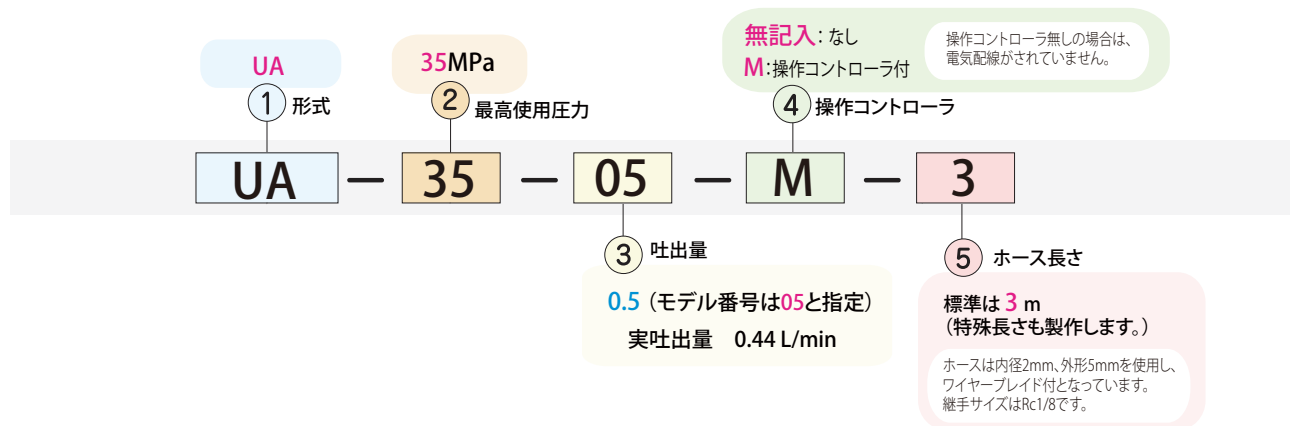 UA
① 形式
35MPa
② 最高使用圧力
無記入：なし
M：操作コントローラ付
操作コントローラ無しの場合は、
電気配線がされていません。
④ 操作コントローラ
UA － 35 － 05 － M － 3
③ 吐出量
0.5（モデル番号は05と指定）
実吐出量　0.44 L/min
⑤ ホース長さ
標準は 3 m
（特殊長さも製作します。）
ホースは内径2mm、外形5mmを使用し、
ワイヤーブレイド付となっています。
継手サイズはRc1/8です。